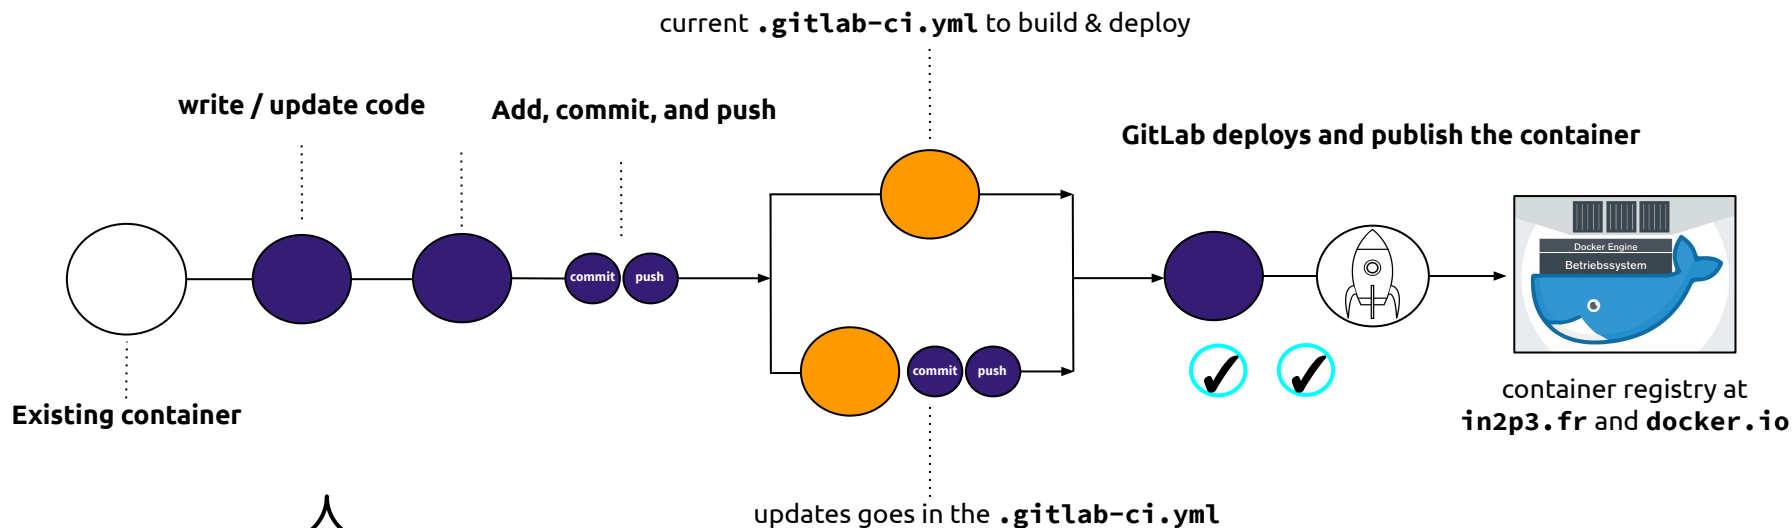 current .gitlab-ci.yml to build & deploy
write / update code
Add, commit, and push
GitLab deploys and publish the container
commit
push
Docker Engine
Betriebssystem
commit
push
Existing container
container registry at
in2p3.fr and docker.io
updates goes in the .gitlab-ci.yml